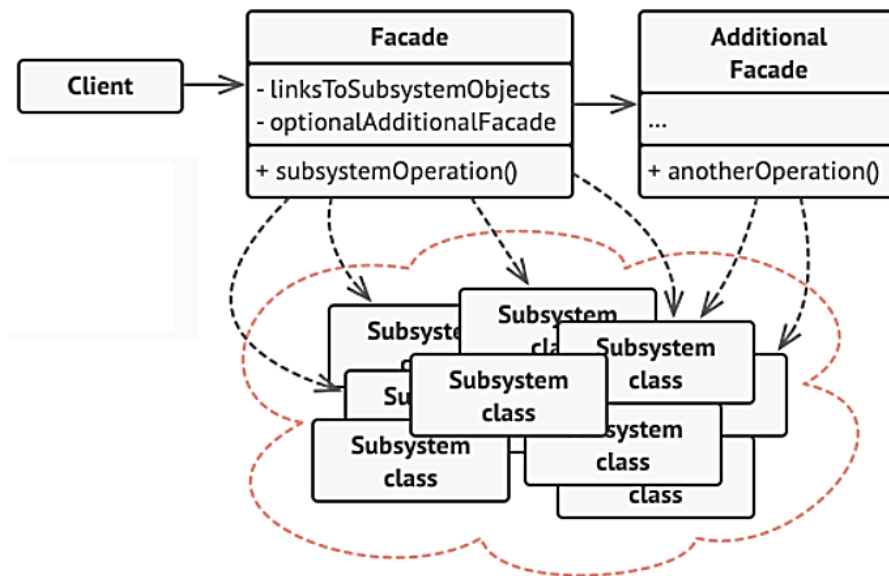 Client
Facade
- linksToSubsystemObjects
- optionalAdditionalFacade
+ subsystemOperation()
Additional
Facade
...
+ anotherOperation()
Subsystem
Subsystem
Subsystem
class
Subsystem
class
Subsystem
class
class
class